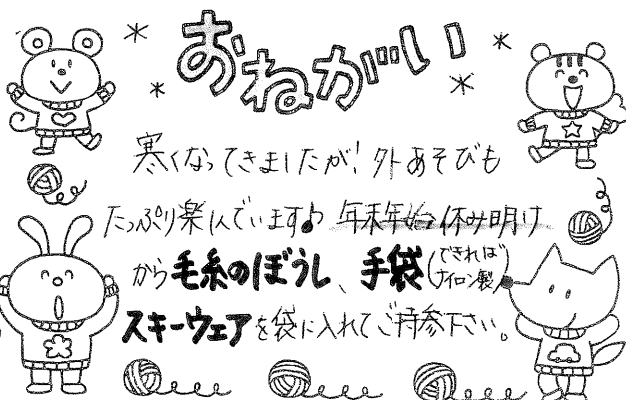 おねがい
寒くなってきましたが、外あそびも
たっぷり楽しんでいます♪ 年末年始休み明け
から毛糸のぼうし、手袋(できればナイロン製)
スキーウェアを袋に入れてご持参下さい。